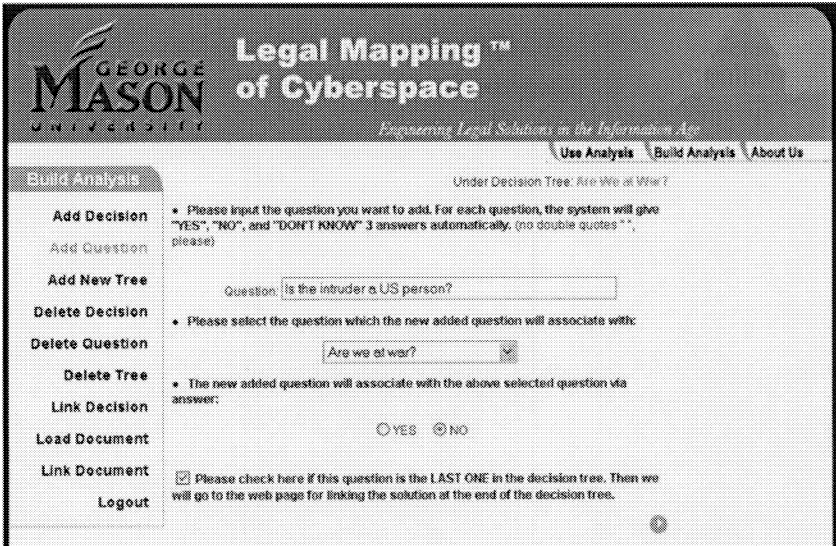 GEORGE
MASON
UNIVERSITY
Legal Mapping ™
of Cyberspace
Engineering Legal Solutions in the Information Age
Use Analysis Build Analysis About Us
Build Analysis
Under Decision Tree: Are We at War?
Add Decision
Add Question
Add New Tree
Delete Decision
Delete Question
Delete Tree
Link Decision
Load Document
Link Document
Logout
• Please input the question you want to add. For each question, the system will give
"YES", "NO", and "DON'T KNOW" 3 answers automatically. (no double quotes " ",
please)
Question: Is the intruder a US person?
• Please select the question which the new added question will associate with:
Are we at war?
• The new added question will associate with the above selected question via
answer:
YES NO
Please check here if this question is the LAST ONE in the decision tree. Then we
will go to the web page for linking the solution at the end of the decision tree.